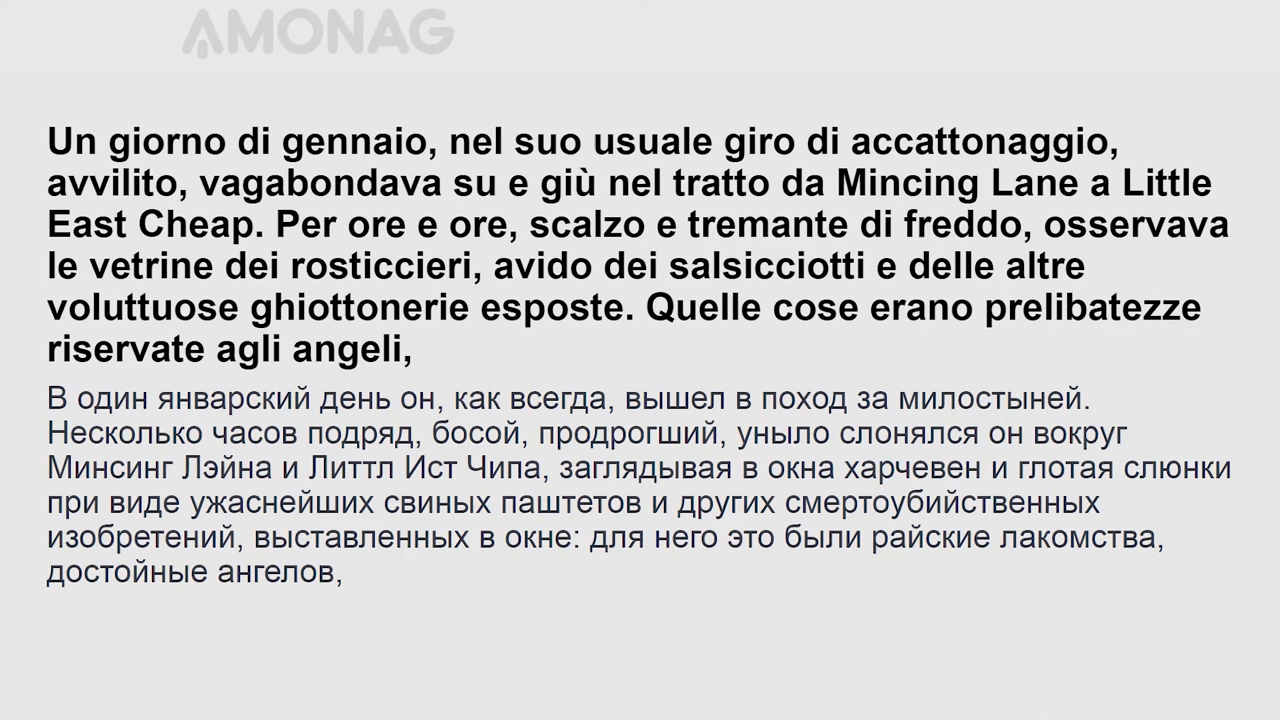 AMONAG
Un giorno di gennaio, nel suo usuale giro di accattonaggio,
avvilito, vagabondava su e giù nel tratto da Mincing Lane a Little
East Cheap. Per ore e ore, scalzo e tremante di freddo, osservava
le vetrine dei rosticcieri, avido dei salsicciotti e delle altre
voluttuose ghiottonerie esposte. Quelle cose erano prelibatezze
riservate agli angeli,
В один январский день он, как всегда, вышел в поход за милостыней.
Несколько часов подряд, босой, продрогший, уныло слонялся он вокруг
Минсинг Лэйна и Литтл Ист Чипа, заглядывая в окна харчевен и глотая слюнки
при виде ужаснейших свиных паштетов и других смертоубийственных
изобретений, выставленных в окне: для него это были райские лакомства,
достойные ангелов,